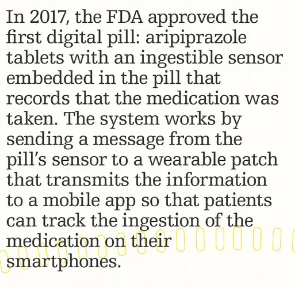 In 2017, the FDA approved the
first digital pill: aripiprazole
tablets with an ingestible sensor
embedded in the pill that
records that the medication was
taken. The system works by
sending a message from the
pill's sensor to a wearable patch
that transmits the information
to a mobile app so that patients
can track the ingestion of the
medication on their
smartphones.